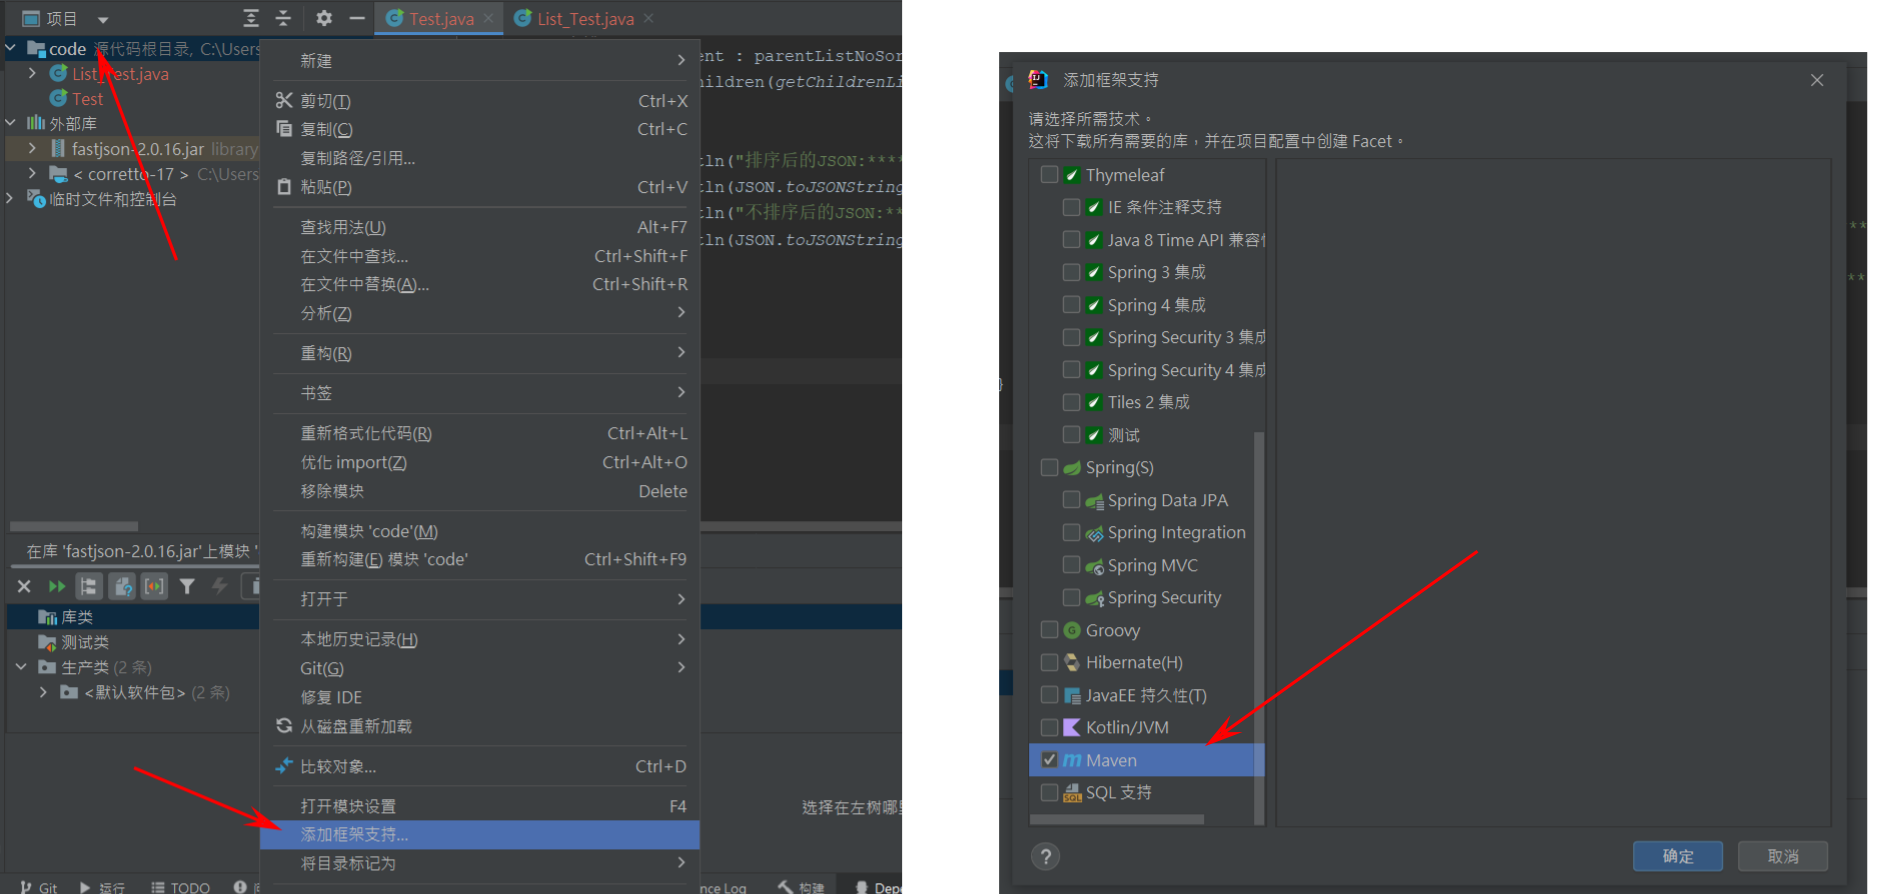 项目
Test.java
List_Test.java
code 源代码根目录, C:\Users
List_Test.java
Test
外部库
fastjson-2.0.16.jar library
< corretto-17 > C:\Users
临时文件和控制台
ent : parentListNoSor
ildren(getChildrenLi
ln("排序后的JSON:****
ln(JSON.toJSONString
ln("不排序后的JSON:**
ln(JSON.toJSONString
新建
剪切(T) Ctrl+X
复制(C) Ctrl+C
复制路径/引用...
粘贴(P) Ctrl+V
查找用法(U) Alt+F7
在文件中查找... Ctrl+Shift+F
在文件中替换(A)... Ctrl+Shift+R
分析(Z)
重构(R)
书签
重新格式化代码(R) Ctrl+Alt+L
优化 import(Z) Ctrl+Alt+O
移除模块 Delete
构建模块 'code'(M)
重新构建(E) 模块 'code' Ctrl+Shift+F9
打开于
本地历史记录(H)
Git(G)
修复 IDE
从磁盘重新加载
比较对象... Ctrl+D
打开模块设置 F4
添加框架支持...
将目录标记为
在库 'fastjson-2.0.16.jar'上模块 '
库类
测试类
生产类 (2 条)
<默认软件包> (2 条)
选择在左树哪
Git
运行
TODO
nce Log
构建
Depe
添加框架支持
请选择所需技术。
这将下载所有需要的库，并在项目配置中创建 Facet。
Thymeleaf
IE 条件注释支持
Java 8 Time API 兼容性
Spring 3 集成
Spring 4 集成
Spring Security 3 集成
Spring Security 4 集成
Tiles 2 集成
测试
Spring(S)
Spring Data JPA
Spring Integration
Spring MVC
Spring Security
Groovy
Hibernate(H)
JavaEE 持久性(T)
Kotlin/JVM
Maven
SQL 支持
**
**
}
?
确定
取消